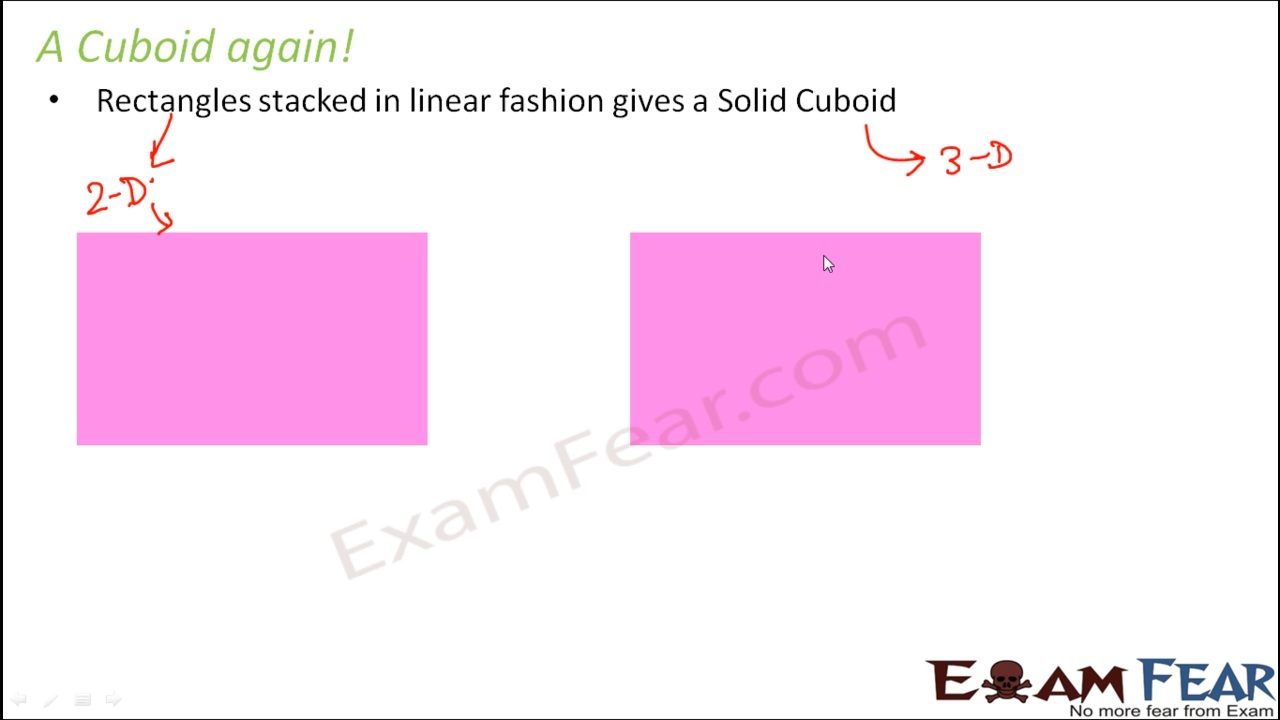 A Cuboid again!
• Rectangles stacked in linear fashion gives a Solid Cuboid
3-D
2-D
ExamFear.com
EXAM FEAR
No more fear from Exam